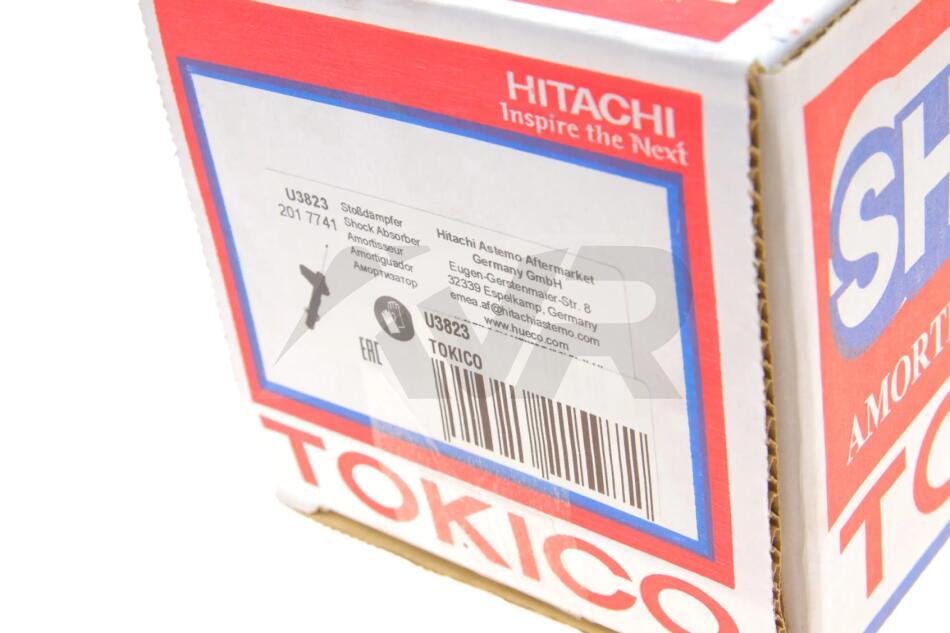 HITACHI
Inspire the Next
U3823
201 7741
Stoßdämpfer
Shock Absorber
Amortisseur
Amortiguador
Амортизатор
Hitachi Astemo Aftermarket
Germany GmbH
Eugen-Gerstenmaier-Str. 8
32339 Espelkamp, Germany
emea.af@hitachiastemo.com
www.hueco.com
EAC
U3823
TOKICO
TOKICO
SH
AMORT
TO
VR